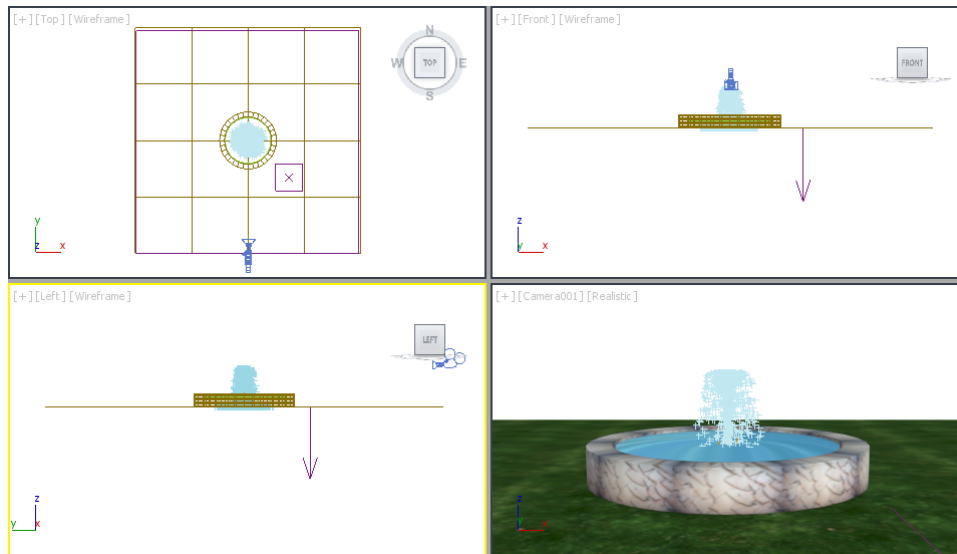 [+] [Top] [Wireframe]
N
W TOP E
S
y
z x
[+] [Front] [Wireframe]
FRONT
z
y x
[+] [Left] [Wireframe]
LEFT
z
y x
[+] [Camera001] [Realistic]
z